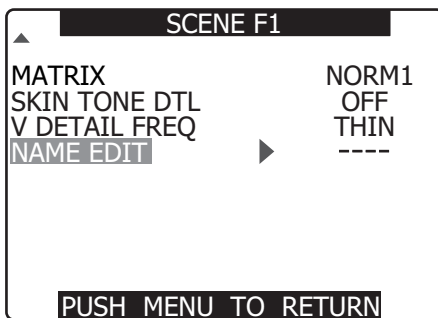 SCENE F1
MATRIX NORM1
SKIN TONE DTL OFF
V DETAIL FREQ THIN
NAME EDIT ----
PUSH MENU TO RETURN